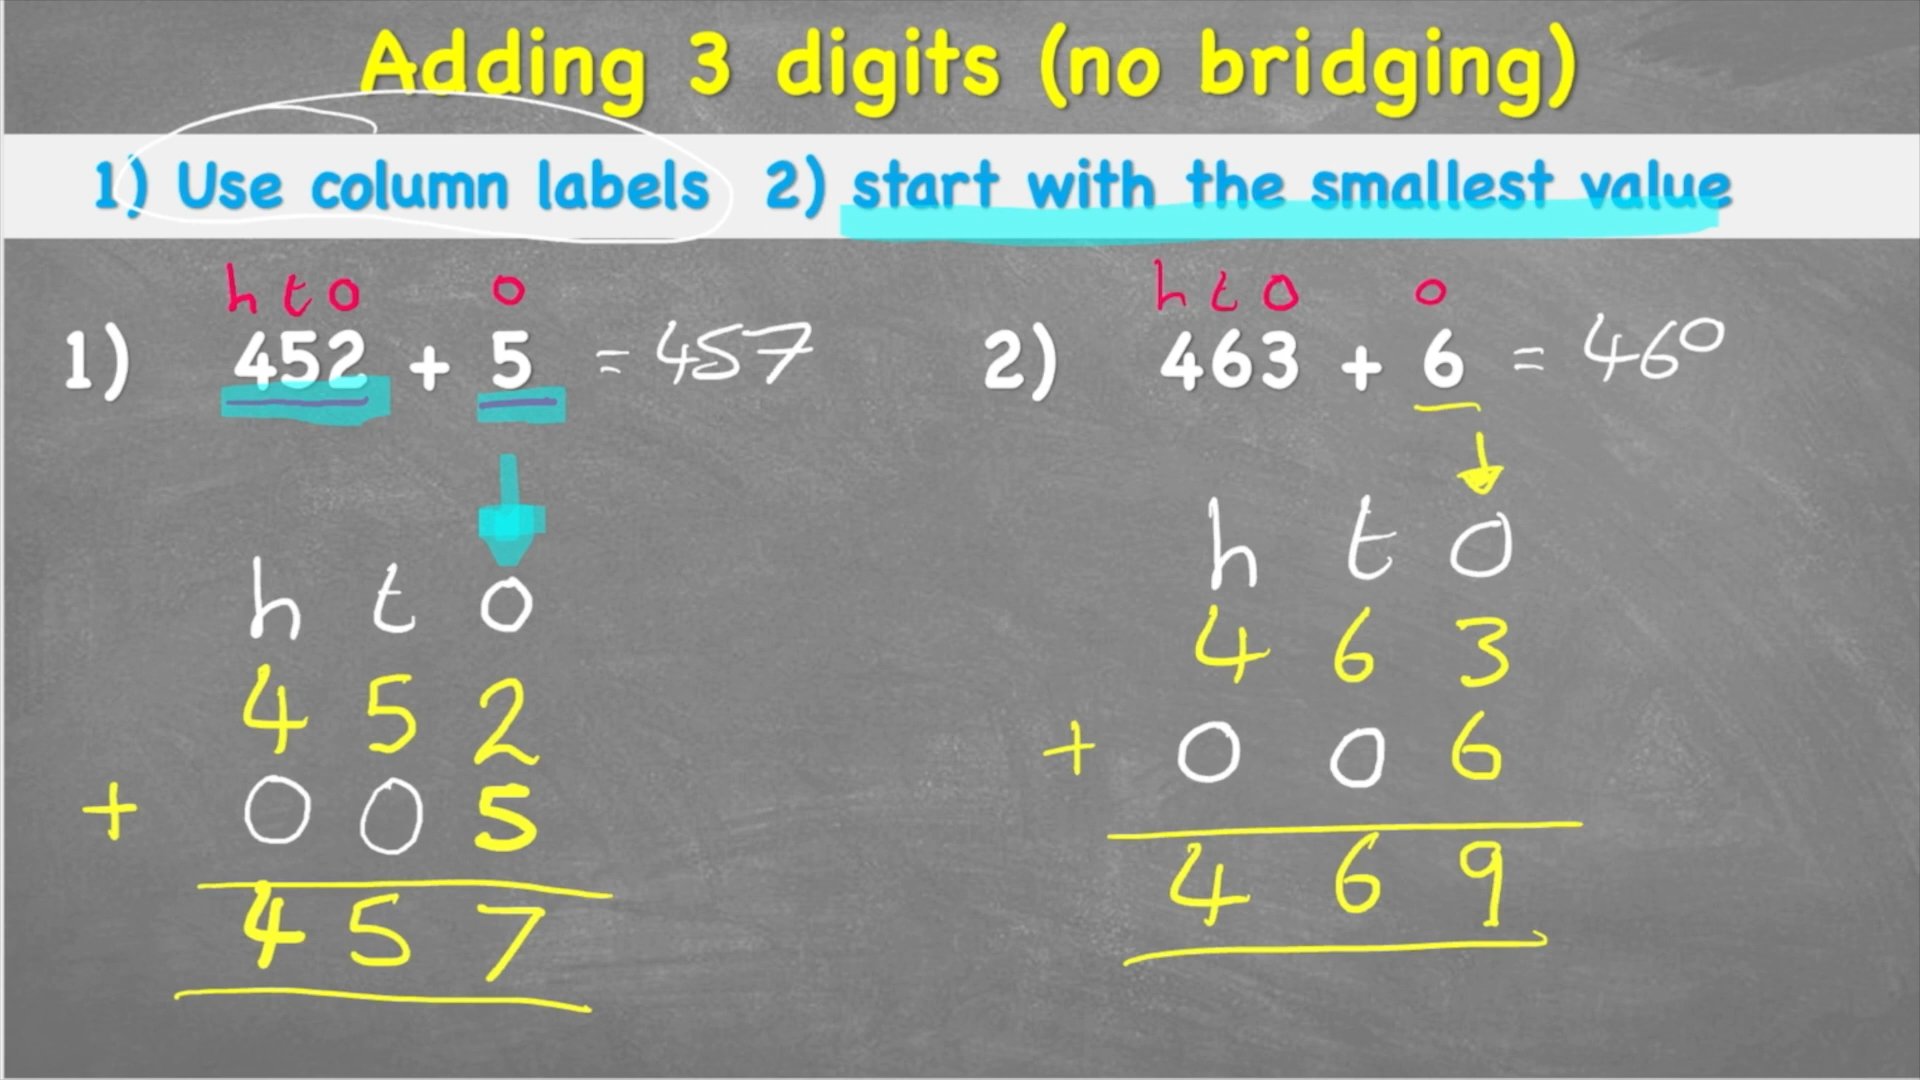 Adding 3 digits (no bridging)
1) Use column labels 2) start with the smallest value
h t o o
1) 452 + 5 = 457
h t o
4 5 2
+ 0 0 5
4 5 7
h t o o
2) 463 + 6 = 460
h t o
4 6 3
+ 0 0 6
4 6 9